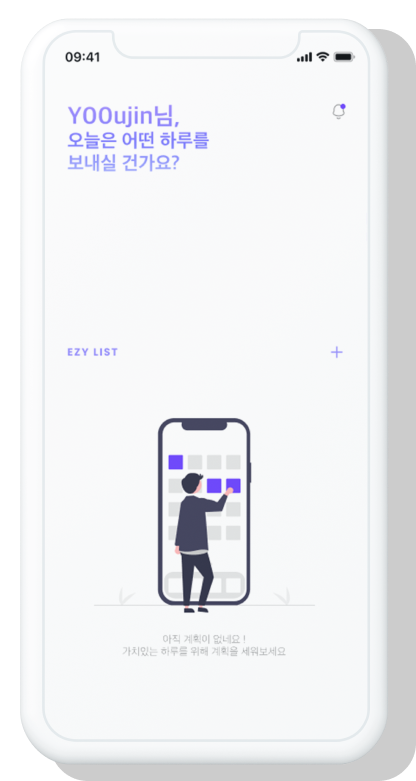 09:41
Y00ujin님,
오늘은 어떤 하루를
보내실 건가요?
EZY LIST
아직 계획이 없네요 !
가치있는 하루를 위해 계획을 세워보세요